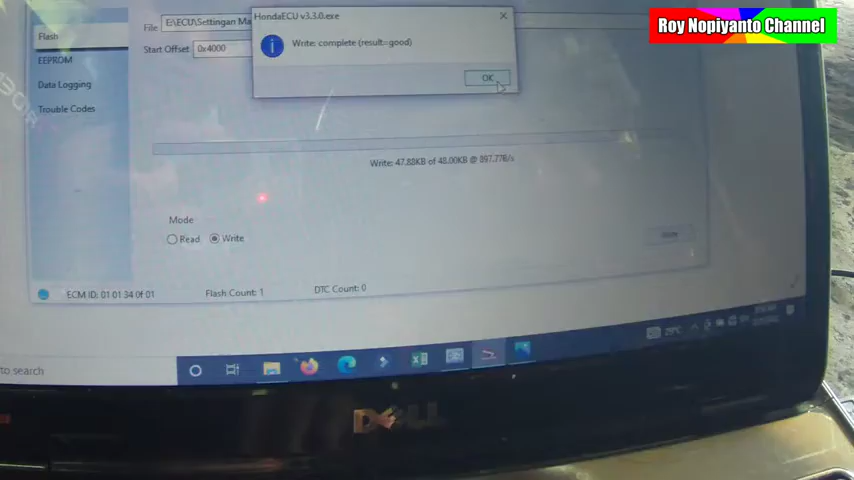 HondaECU v3.3.0.exe
Write: complete (result=good)
OK
Roy Nopiyanto Channel
Flash
EEPROM
Data Logging
Trouble Codes
File E:\ECU\Settingan Ma
Start Offset 0x4000
Write: 47.88KB of 48.00KB @
Mode
Read Write
ECM ID: 01 01 34 0f 01 Flash Count: 1 DTC Count: 0
to search
29°C
DELL